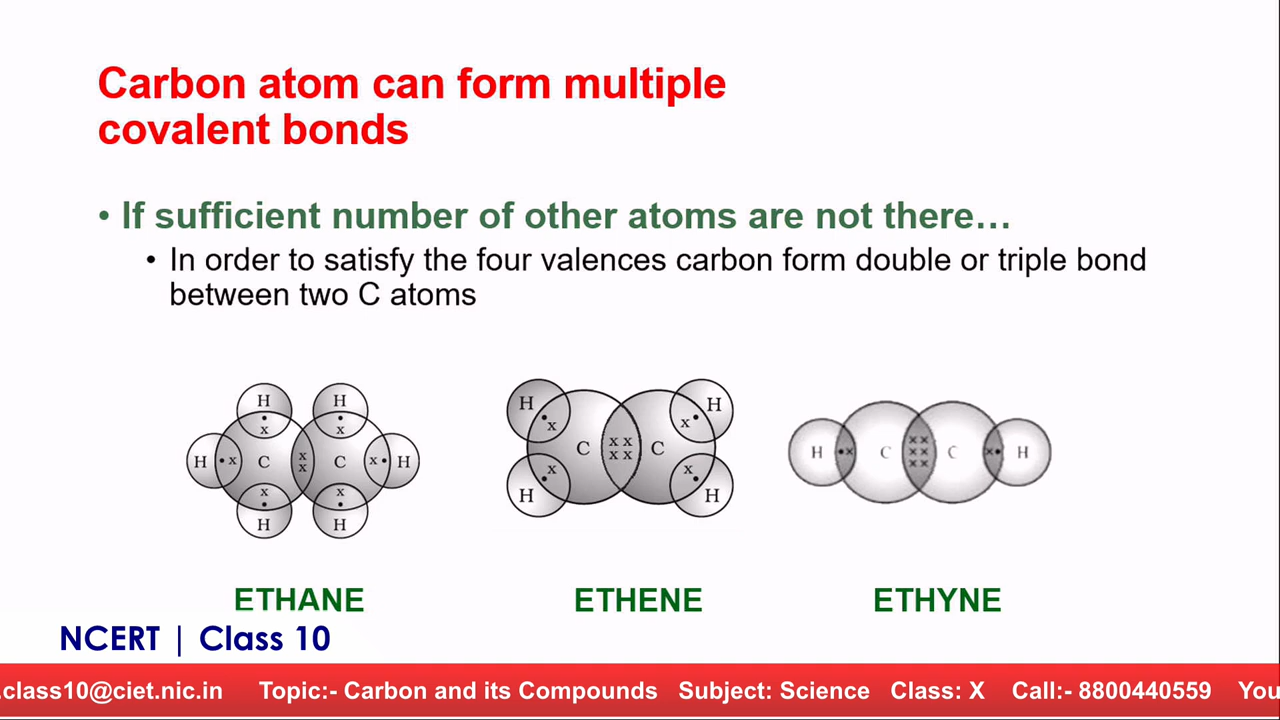 Carbon atom can form multiple
covalent bonds
• If sufficient number of other atoms are not there…
• In order to satisfy the four valences carbon form double or triple bond
between two C atoms
H H
• •
x x
H • x C x x C x • H
x x
• •
H H
H H
• x x •
C x x x x C
x • x •
H H
H • x C x x x x x x C x • H
ETHANE ETHENE ETHYNE
NCERT | Class 10
.class10@ciet.nic.in Topic:- Carbon and its Compounds Subject: Science Class: X Call:- 8800440559 You